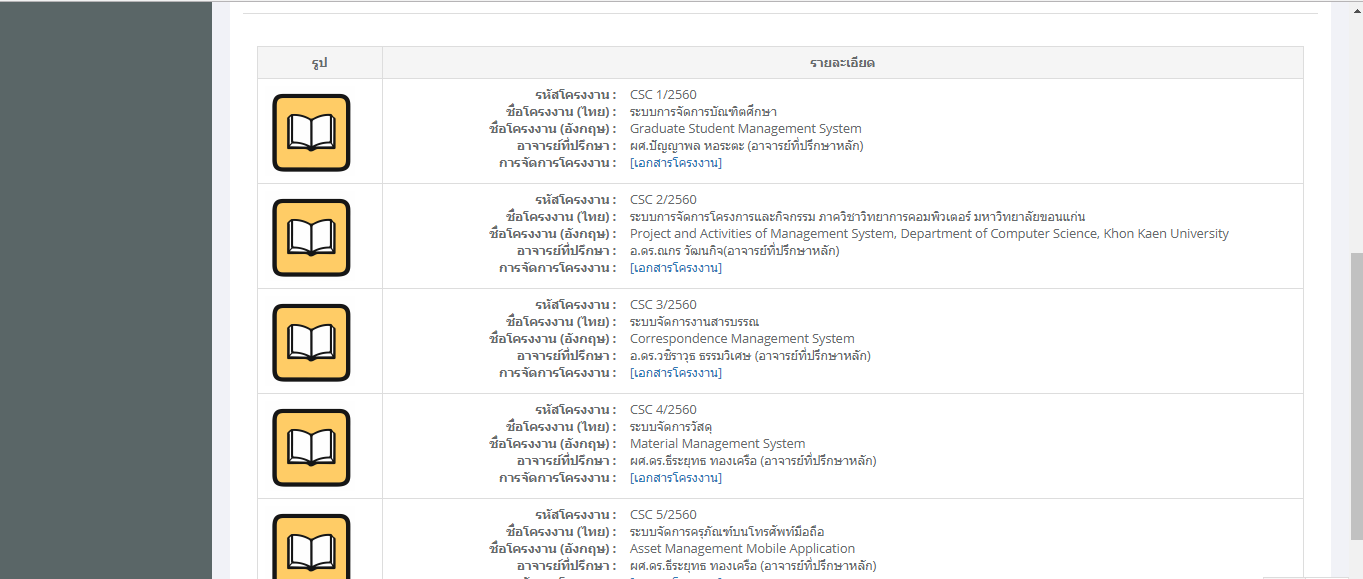 รูป รายละเอียด
รหัสโครงงาน : CSC 1/2560
ชื่อโครงงาน (ไทย) : ระบบการจัดการบัณฑิตศึกษา
ชื่อโครงงาน (อังกฤษ) : Graduate Student Management System
อาจารย์ที่ปรึกษา : ผศ.ปัญญาพล หอระตะ (อาจารย์ที่ปรึกษาหลัก)
การจัดการโครงงาน : [เอกสารโครงงาน]
รหัสโครงงาน : CSC 2/2560
ชื่อโครงงาน (ไทย) : ระบบการจัดการโครงการและกิจกรรม ภาควิชาวิทยาการคอมพิวเตอร์ มหาวิทยาลัยขอนแก่น
ชื่อโครงงาน (อังกฤษ) : Project and Activities of Management System, Department of Computer Science, Khon Kaen University
อาจารย์ที่ปรึกษา : อ.ดร.ณกร วัฒนกิจ(อาจารย์ที่ปรึกษาหลัก)
การจัดการโครงงาน : [เอกสารโครงงาน]
รหัสโครงงาน : CSC 3/2560
ชื่อโครงงาน (ไทย) : ระบบจัดการงานสารบรรณ
ชื่อโครงงาน (อังกฤษ) : Correspondence Management System
อาจารย์ที่ปรึกษา : อ.ดร.วชิราวุธ ธรรมวิเศษ (อาจารย์ที่ปรึกษาหลัก)
การจัดการโครงงาน : [เอกสารโครงงาน]
รหัสโครงงาน : CSC 4/2560
ชื่อโครงงาน (ไทย) : ระบบจัดการวัสดุ
ชื่อโครงงาน (อังกฤษ) : Material Management System
อาจารย์ที่ปรึกษา : ผศ.ดร.ธีระยุทธ ทองเครือ (อาจารย์ที่ปรึกษาหลัก)
การจัดการโครงงาน : [เอกสารโครงงาน]
รหัสโครงงาน : CSC 5/2560
ชื่อโครงงาน (ไทย) : ระบบจัดการครุภัณฑ์บนโทรศัพท์มือถือ
ชื่อโครงงาน (อังกฤษ) : Asset Management Mobile Application
อาจารย์ที่ปรึกษา : ผศ.ดร.ธีระยุทธ ทองเครือ (อาจารย์ที่ปรึกษาหลัก)